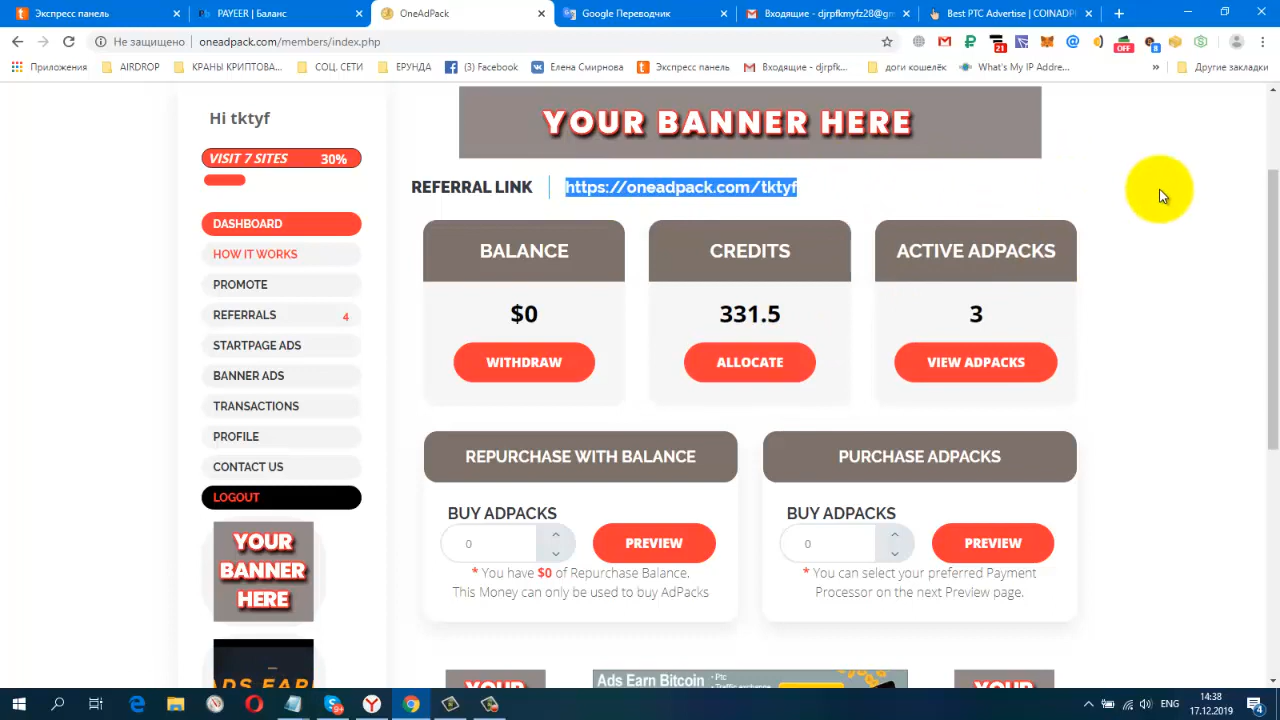 Экспресс панель
PAYEER | Баланс
OneAdPack
Google Переводчик
Входящие - djrpfkmyfz28@gm
Best PTC Advertise | COINADP
Не защищено | oneadpack.com/members/index.php
21
OFF
8
Приложения
AIRDROP
КРАНЫ КРИПТОВА...
СОЦ. СЕТИ
ЕРУНДА
(3) Facebook
Елена Смирнова
Экспресс панель
Входящие - djrpfk...
доги кошелёк
What's My IP Addre...
»
Другие закладки
Hi tktyf
VISIT 7 SITES 30%
DASHBOARD
HOW IT WORKS
PROMOTE
REFERRALS 4
STARTPAGE ADS
BANNER ADS
TRANSACTIONS
PROFILE
CONTACT US
LOGOUT
YOUR
BANNER
HERE
YOUR BANNER HERE
REFERRAL LINK https://oneadpack.com/tktyf
BALANCE
$0
WITHDRAW
CREDITS
331.5
ALLOCATE
ACTIVE ADPACKS
3
VIEW ADPACKS
REPURCHASE WITH BALANCE
BUY ADPACKS
0
PREVIEW
* You have $0 of Repurchase Balance.
This Money can only be used to buy AdPacks
PURCHASE ADPACKS
BUY ADPACKS
0
PREVIEW
* You can select your preferred Payment
Processor on the next Preview page.
Ads Earn Bitcoin
· Ptc
ENG
14:38
17.12.2019
4